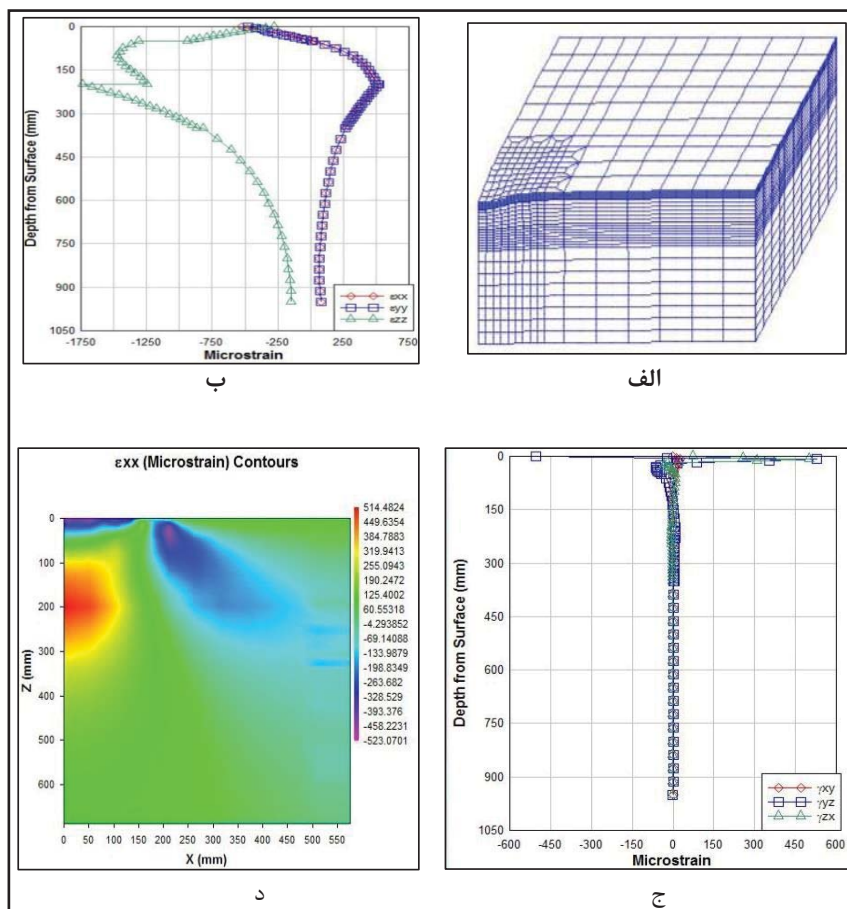 0
150
300
450
600
750
900
1050
Depth from Surface (mm)
-1750 -1250 -750 -250 250 750
Microstrain
εxx
εyy
εzz
ب
الف
εxx (Microstrain) Contours
0
100
200
300
400
500
600
Z (mm)
0 50 100 150 200 250 300 350 400 450 500 550
X (mm)
514.4824
449.6354
384.7883
319.9413
255.0943
190.2472
125.4002
60.55318
-4.293852
-69.14088
-133.9879
-198.8349
-263.682
-328.529
-393.376
-458.2231
-523.0701
د
0
150
300
450
600
750
900
1050
Depth from Surface (mm)
-600 -450 -300 -150 0 150 300 450 600
Microstrain
γxy
γyz
γzx
ج